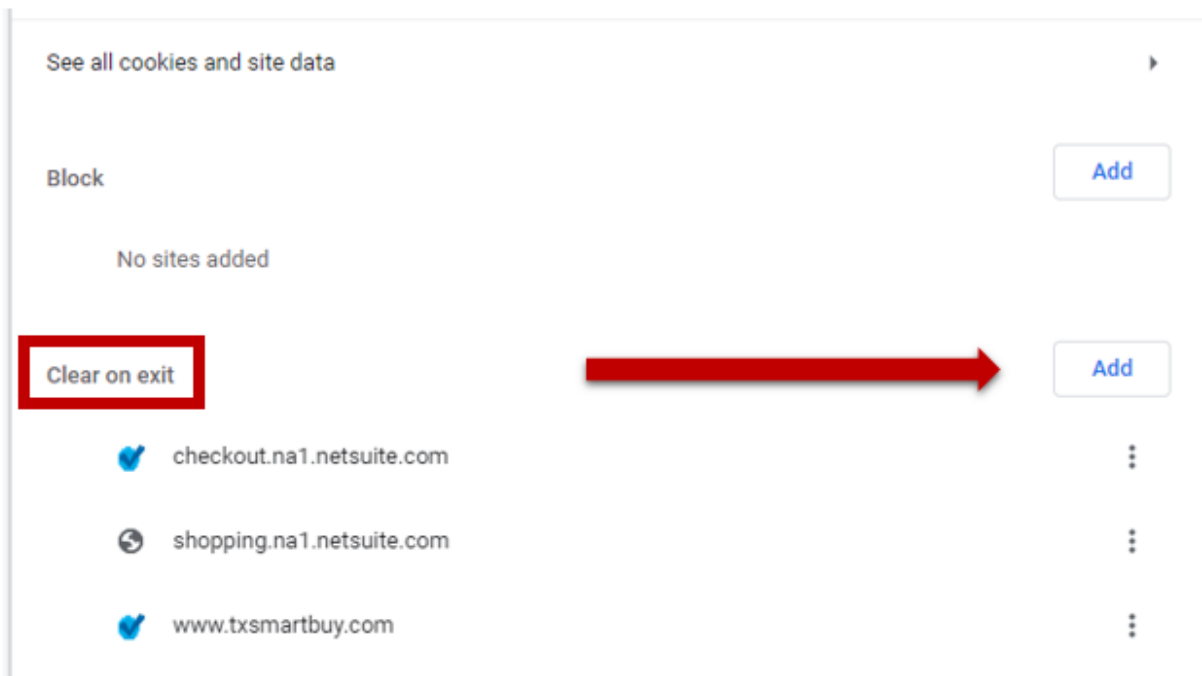 See all cookies and site data
Block
Add
No sites added
Clear on exit
Add
checkout.na1.netsuite.com
shopping.na1.netsuite.com
www.txsmartbuy.com